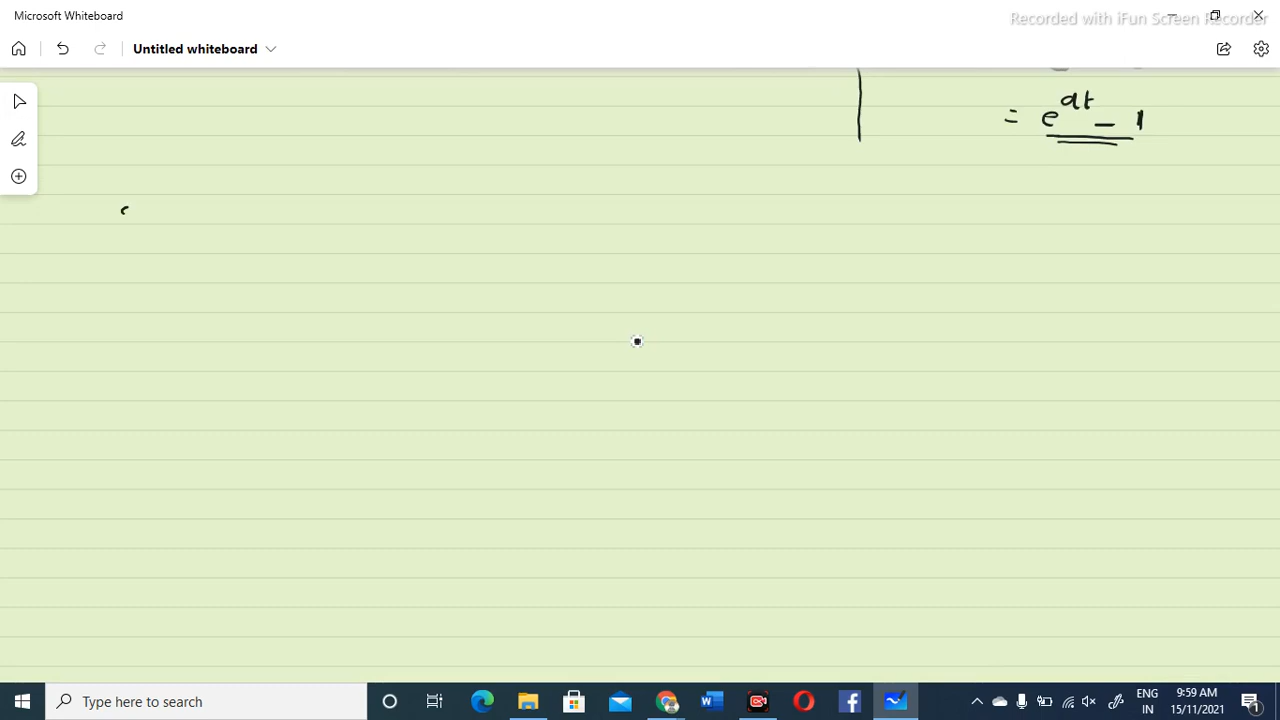 Microsoft Whiteboard
Recorded with iFun Screen Recorder
Untitled whiteboard
= e^at - 1
Type here to search
ENG
IN
9:59 AM
15/11/2021
1